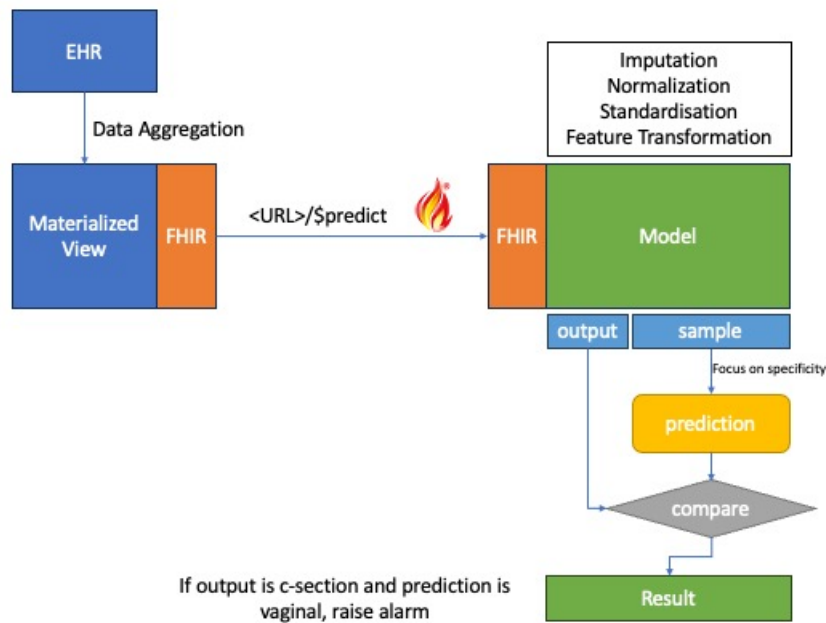 EHR
Data Aggregation
Materialized
View
FHIR
<URL>/$predict
®
FHIR
Imputation
Normalization
Standardisation
Feature Transformation
Model
output
sample
Focus on specificity
prediction
compare
If output is c-section and prediction is
vaginal, raise alarm
Result